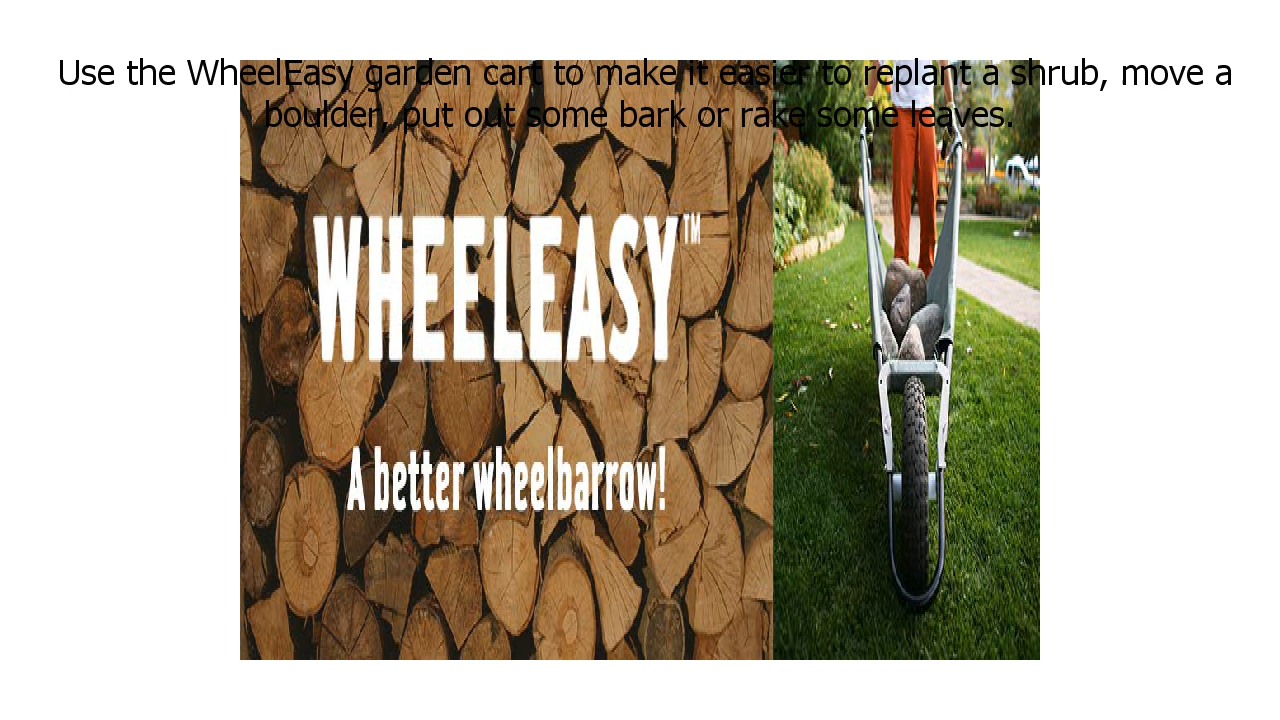 Use the WheelEasy garden cart to make it easier to replant a shrub, move a
boulder, put out some bark or rake some leaves.
WHEELEASY™
A better wheelbarrow!